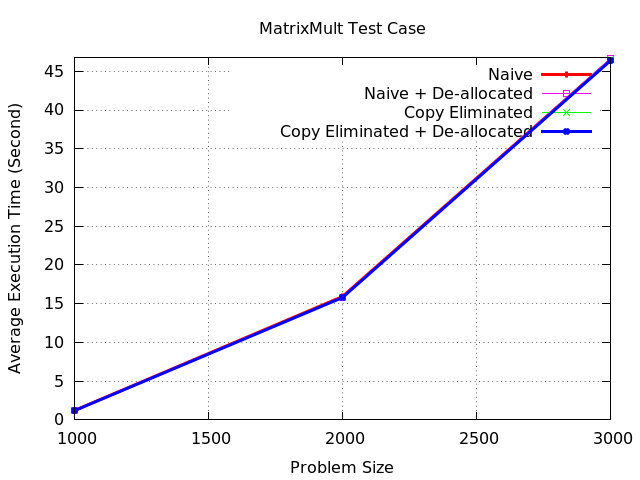 MatrixMult Test Case
Average Execution Time (Second)
45
40
35
30
25
20
15
10
5
0
Naive
Naive + De-allocated
Copy Eliminated
Copy Eliminated + De-allocated
1000 1500 2000 2500 3000
Problem Size